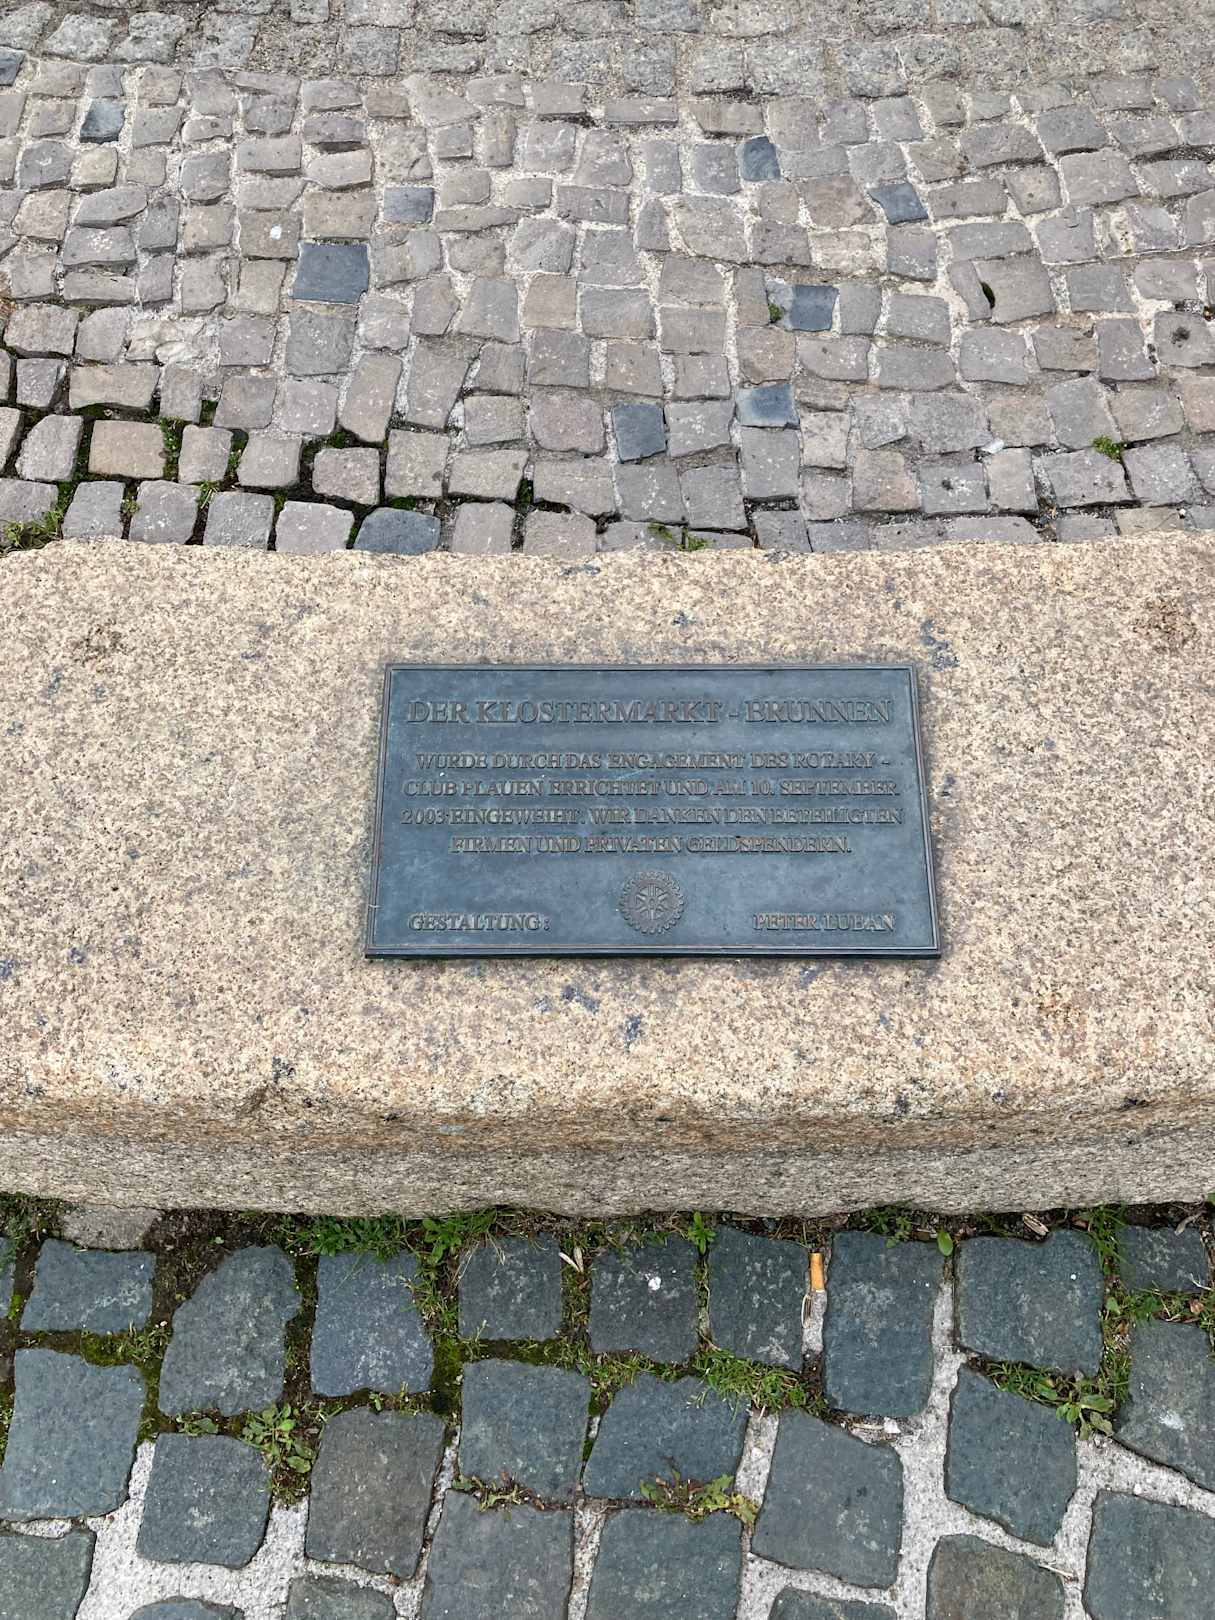 DER KLOSTERMARKT - BRUNNEN
WURDE DURCH DAS ENGAGEMENT DES ROTARY -
CLUB PLAUEN ERRICHTET UND AM 10. SEPTEMBER
2003 EINGEWEIHT. WIR DANKEN DEN BETEILIGTEN
FIRMEN UND PRIVATEN GELDSPENDERN.
GESTALTUNG: PETER LUBAN